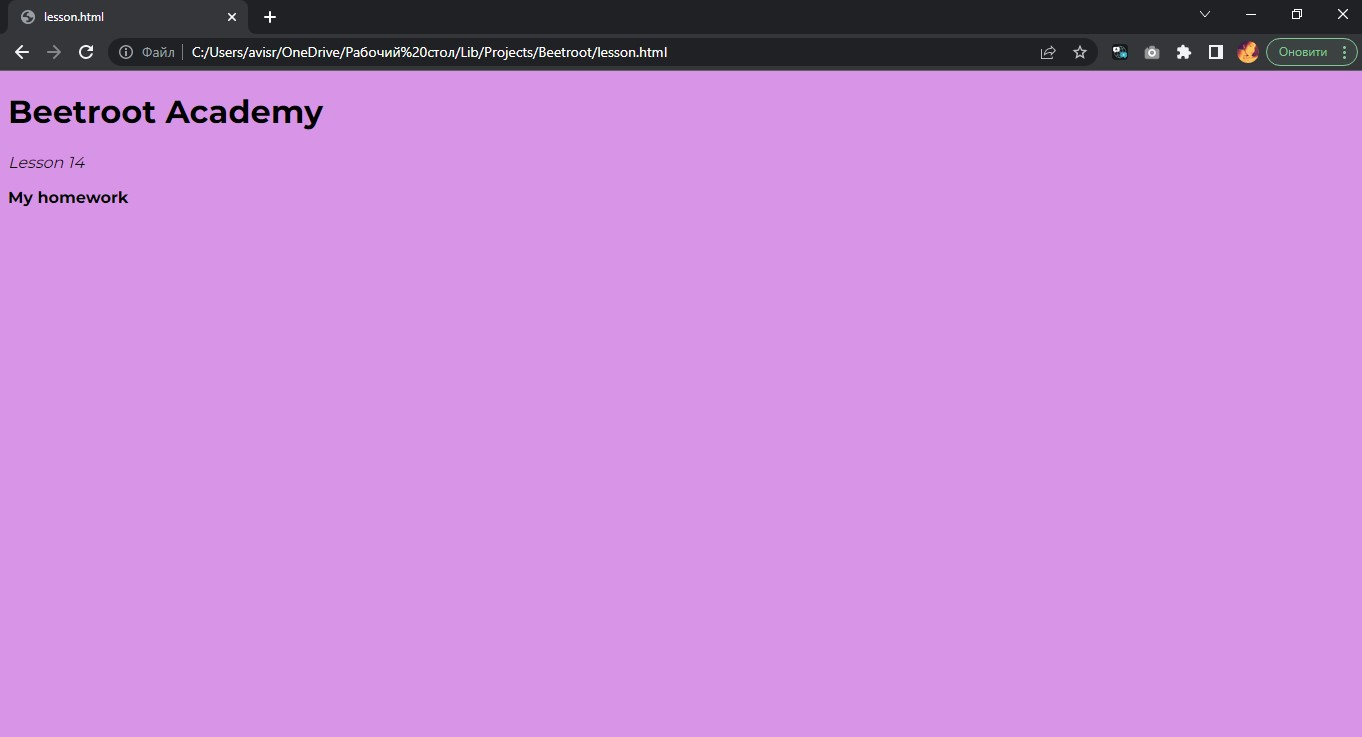 lesson.html
Файл C:/Users/avisr/OneDrive/Рабочий%20стол/Lib/Projects/Beetroot/lesson.html
Оновити
Beetroot Academy
Lesson 14
My homework